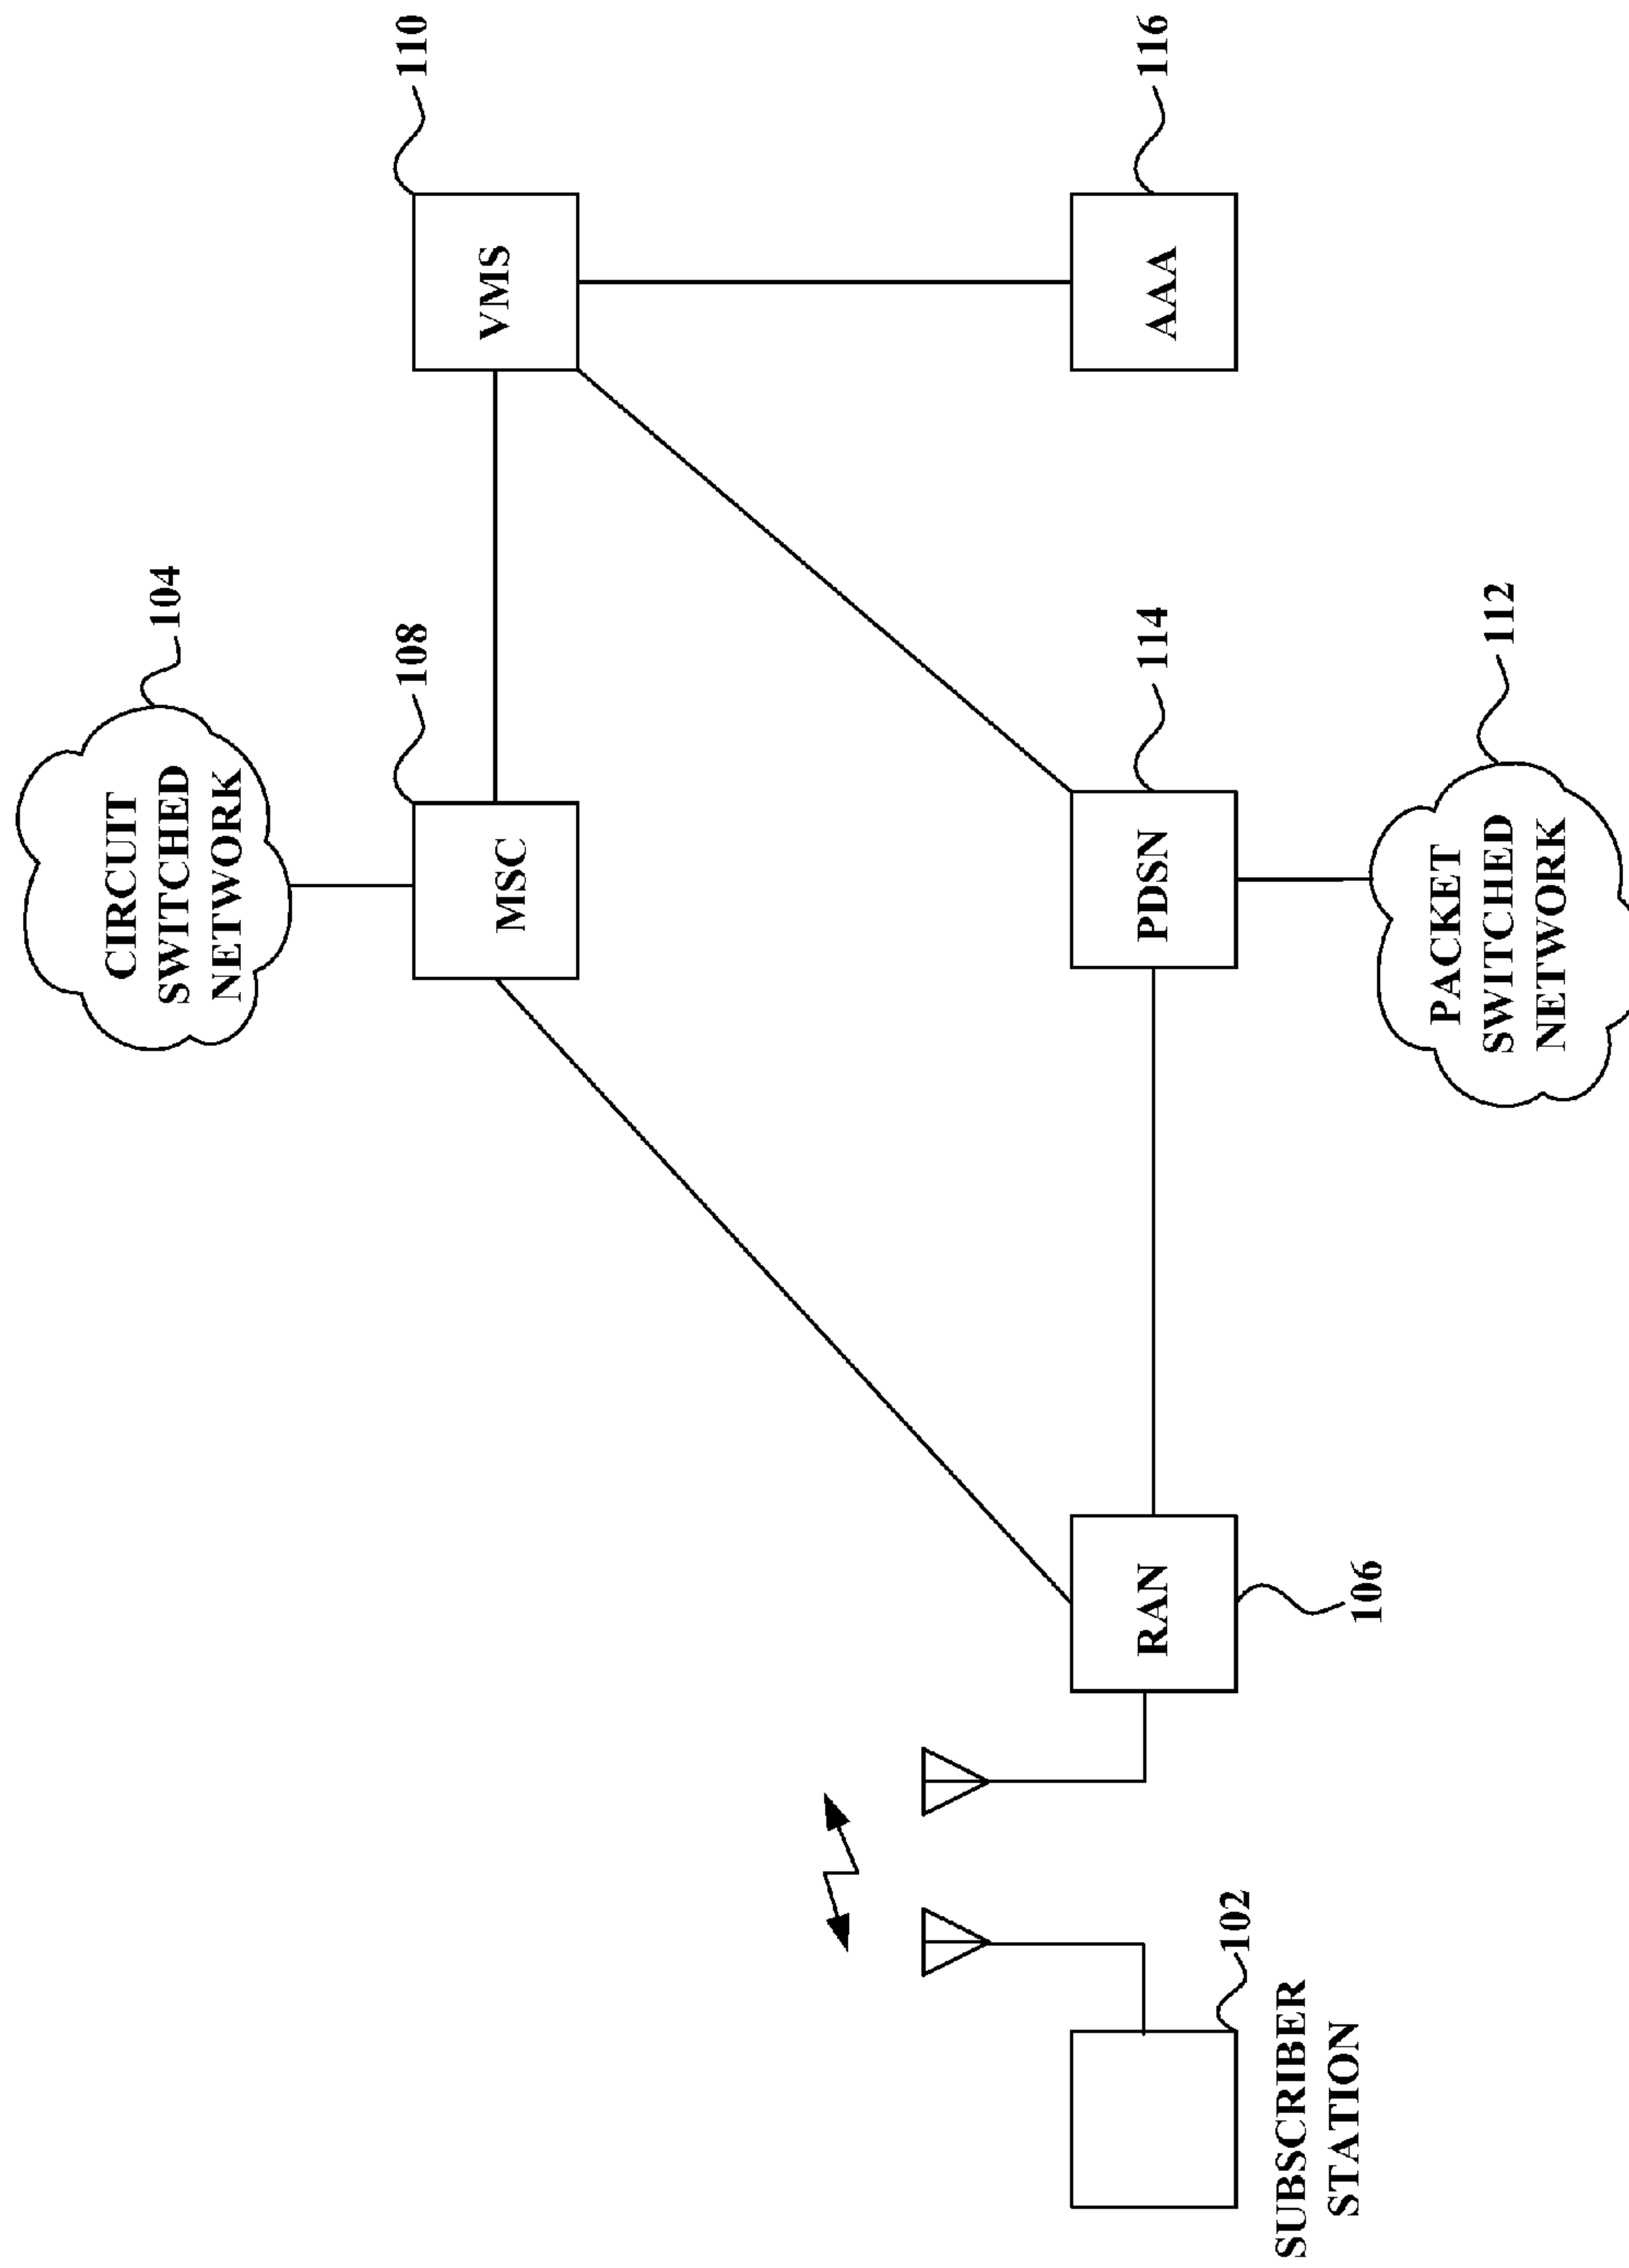 CIRCUIT
SWITCHED
NETWORK
104
108
MSC
110
VMS
SUBSCRIBER
STATION
102
RAN
106
114
PDSN
116
AAA
PACKET
SWITCHED
NETWORK
112